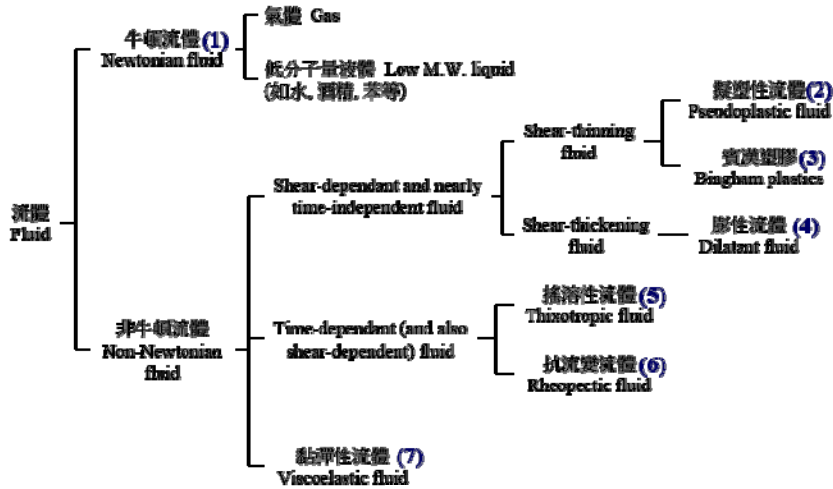 氣體 Gas
牛頓流體(1)
Newtonian fluid
低分子量液體 Low M.W. liquid
(如水, 酒精, 苯等)
擬塑性流體(2)
Pseudoplastic fluid
Shear-thinning
fluid
賓漢塑膠 (3)
Bingham plastics
Shear-dependant and nearly
time-independent fluid
流體
Fluid
Shear-thickening
fluid
膨性流體 (4)
Dilatant fluid
搖溶性流體 (5)
Thixotropic fluid
非牛頓流體
Non-Newtonian
fluid
Time-dependant (and also
shear-dependent) fluid
抗流變流體 (6)
Rheopectic fluid
黏彈性流體 (7)
Viscoelastic fluid